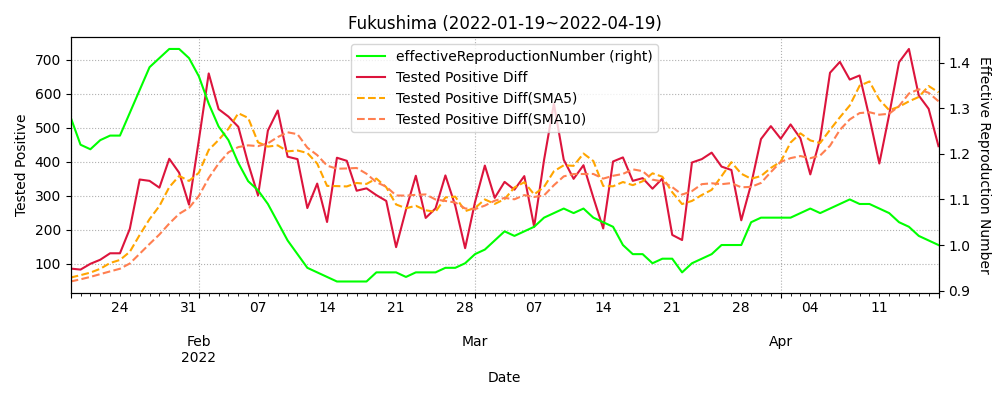 Fukushima (2022-01-19~2022-04-19)
effectiveReproductionNumber (right)
Tested Positive Diff
Tested Positive Diff(SMA5)
Tested Positive Diff(SMA10)
Tested Positive
700
600
500
400
300
200
100
1.4
1.3
1.2
1.1
1.0
0.9
Effective Reproduction Number
24 31 07 14 21 28 07 14 21 28 04 11
Feb Mar Apr
2022
Date